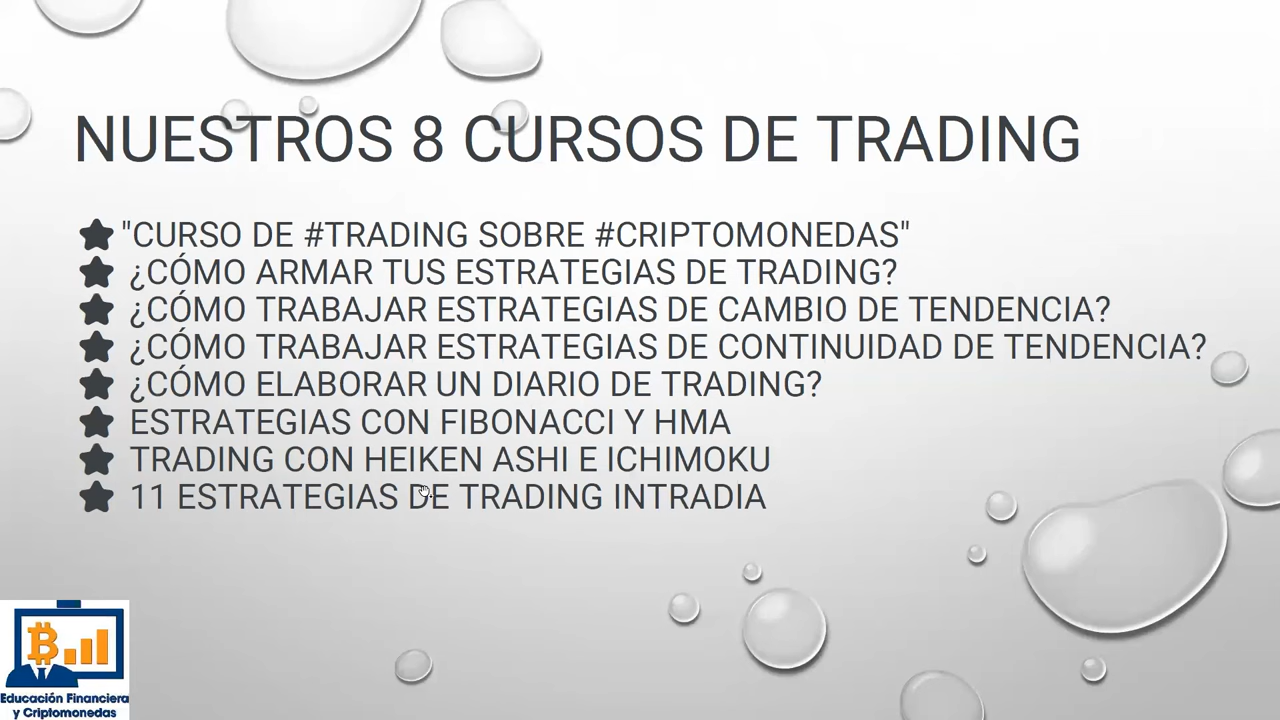 NUESTROS 8 CURSOS DE TRADING
"CURSO DE #TRADING SOBRE #CRIPTOMONEDAS"
¿CÓMO ARMAR TUS ESTRATEGIAS DE TRADING?
¿CÓMO TRABAJAR ESTRATEGIAS DE CAMBIO DE TENDENCIA?
¿CÓMO TRABAJAR ESTRATEGIAS DE CONTINUIDAD DE TENDENCIA?
¿CÓMO ELABORAR UN DIARIO DE TRADING?
ESTRATEGIAS CON FIBONACCI Y HMA
TRADING CON HEIKEN ASHI E ICHIMOKU
11 ESTRATEGIAS DE TRADING INTRADIA
Educación Financiera
y Criptomonedas